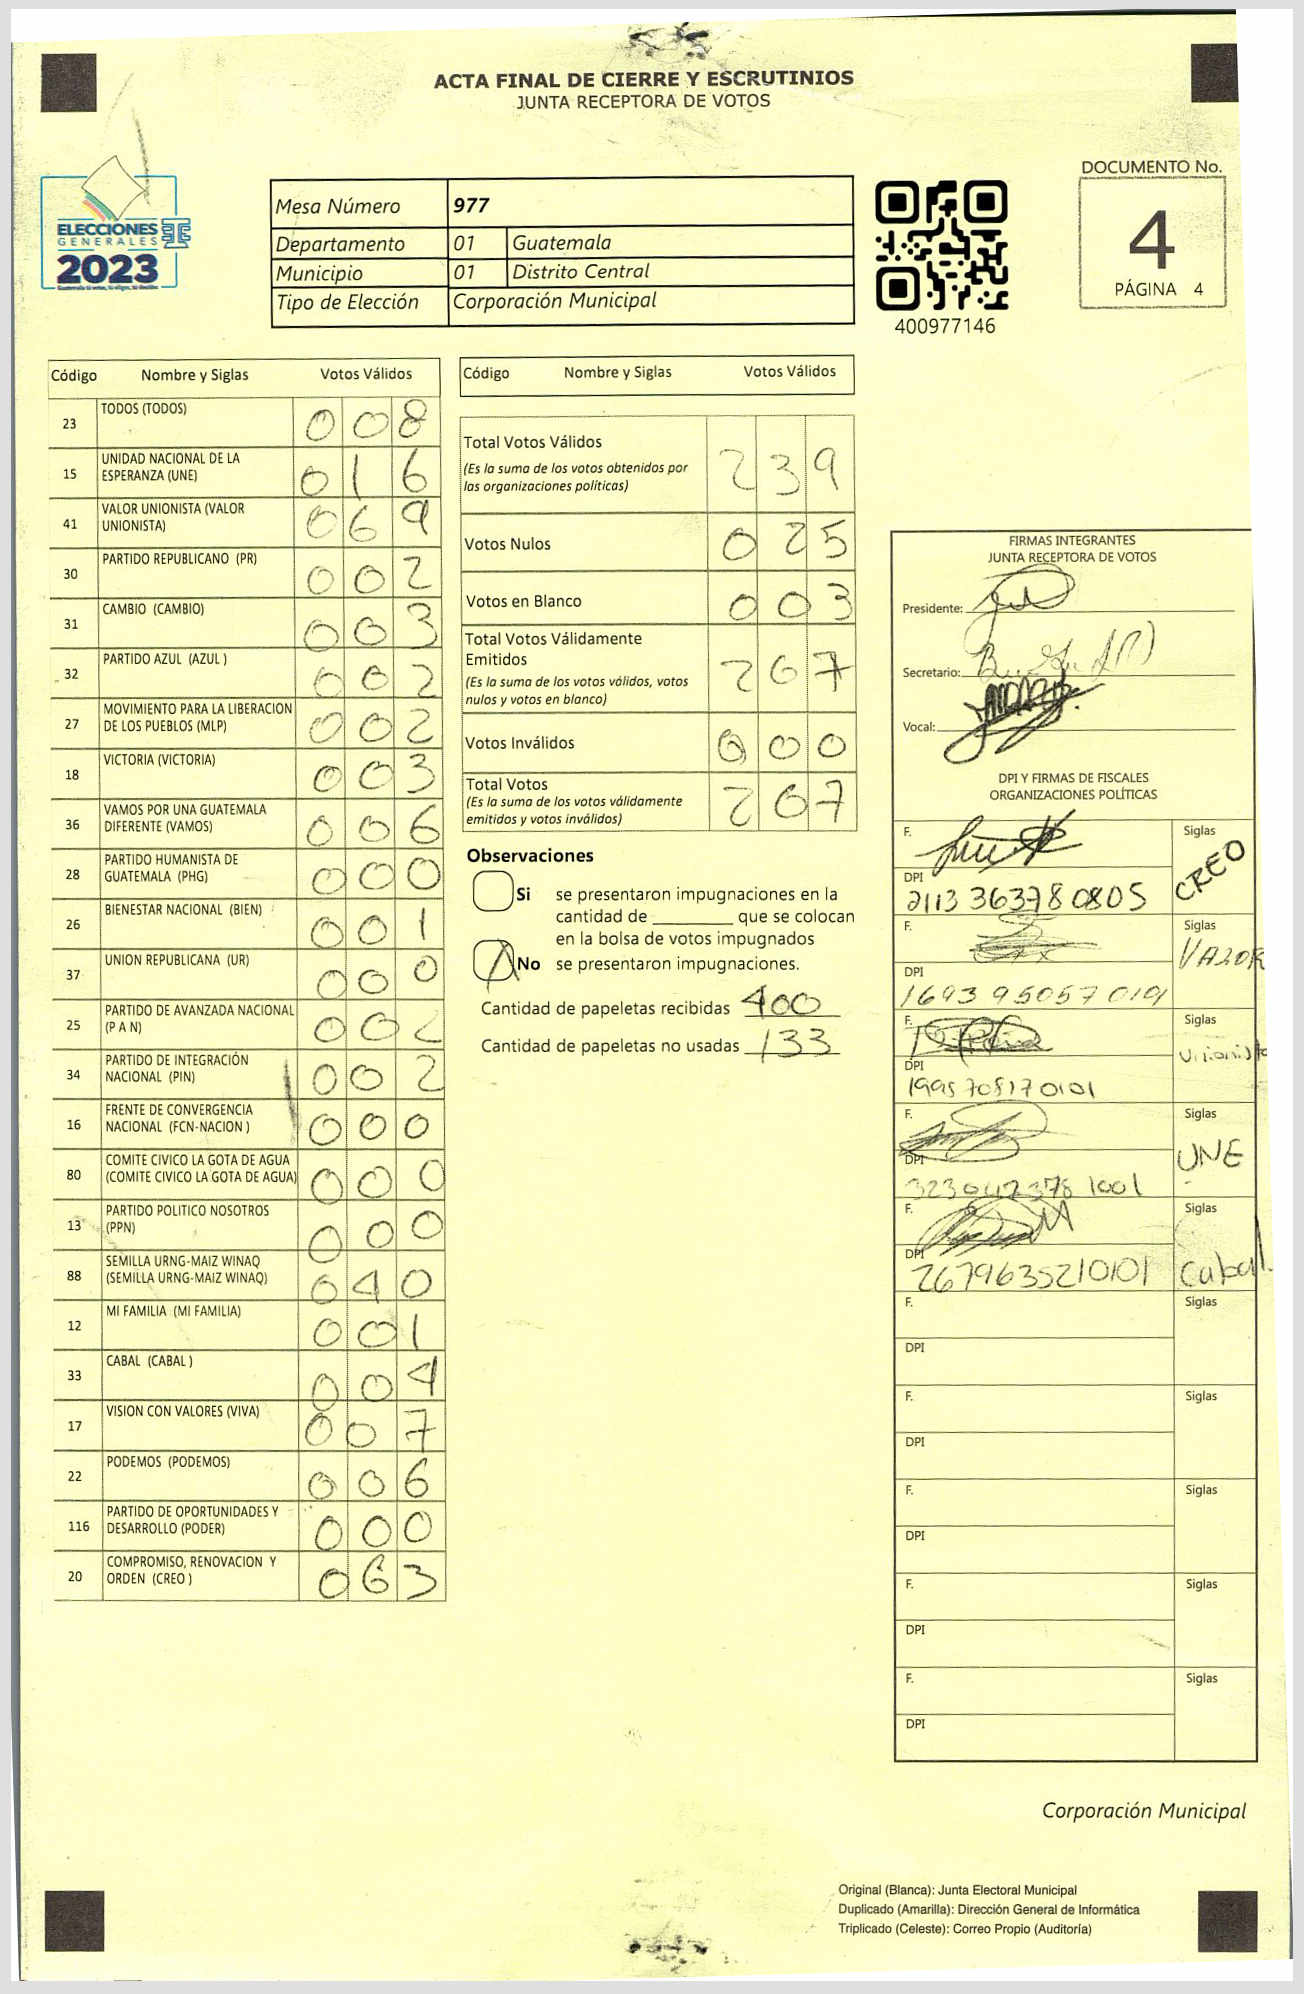 ACTA FINAL DE CIERRE Y ESCRUTINIOS
JUNTA RECEPTORA DE VOTOS
ELECCIONES
GENERALES
2023
Mesa Número 977
Departamento 01 Guatemala
Municipio 01 Distrito Central
Tipo de Elección Corporación Municipal
400977146
DOCUMENTO No.
4
PÁGINA 4
Código Nombre y Siglas Votos Válidos
23 TODOS (TODOS) 008
15 UNIDAD NACIONAL DE LA
ESPERANZA (UNE) 016
41 VALOR UNIONISTA (VALOR
UNIONISTA) 069
30 PARTIDO REPUBLICANO (PR) 002
31 CAMBIO (CAMBIO) 003
32 PARTIDO AZUL (AZUL ) 002
27 MOVIMIENTO PARA LA LIBERACION
DE LOS PUEBLOS (MLP) 002
18 VICTORIA (VICTORIA) 003
36 VAMOS POR UNA GUATEMALA
DIFERENTE (VAMOS) 006
28 PARTIDO HUMANISTA DE
GUATEMALA (PHG) 000
26 BIENESTAR NACIONAL (BIEN) 001
37 UNION REPUBLICANA (UR) 000
25 PARTIDO DE AVANZADA NACIONAL
(P A N) 002
34 PARTIDO DE INTEGRACIÓN
NACIONAL (PIN) 002
16 FRENTE DE CONVERGENCIA
NACIONAL (FCN-NACION ) 000
80 COMITE CIVICO LA GOTA DE AGUA
(COMITE CIVICO LA GOTA DE AGUA) 000
13 PARTIDO POLITICO NOSOTROS
(PPN) 000
88 SEMILLA URNG-MAIZ WINAQ
(SEMILLA URNG-MAIZ WINAQ) 040
12 MI FAMILIA (MI FAMILIA) 001
33 CABAL (CABAL ) 004
17 VISION CON VALORES (VIVA) 007
22 PODEMOS (PODEMOS) 006
116 PARTIDO DE OPORTUNIDADES Y
DESARROLLO (PODER) 000
20 COMPROMISO, RENOVACION Y
ORDEN (CREO ) 063
Código Nombre y Siglas Votos Válidos
Total Votos Válidos 239
(Es la suma de los votos obtenidos por
las organizaciones políticas)
Votos Nulos 025
Votos en Blanco 003
Total Votos Válidamente
Emitidos 267
(Es la suma de los votos válidos, votos
nulos y votos en blanco)
Votos Inválidos 000
Total Votos 267
(Es la suma de los votos válidamente
emitidos y votos inválidos)
Observaciones
Si se presentaron impugnaciones en la
cantidad de ________ que se colocan
en la bolsa de votos impugnados
No se presentaron impugnaciones.
Cantidad de papeletas recibidas 400
Cantidad de papeletas no usadas 133
FIRMAS INTEGRANTES
JUNTA RECEPTORA DE VOTOS
Presidente:
Secretario:
Vocal:
DPI Y FIRMAS DE FISCALES
ORGANIZACIONES POLÍTICAS
F. Siglas
CREO
DPI
2113 36378 0805
F. Siglas
VALOR
DPI
1693 95057 0101
F. Siglas
Unionista
DPI
1995 70817 0101
F. Siglas
UNE
DPI
3230 42378 1001
F. Siglas
Cabal
DPI
2679635210101
F. Siglas
DPI
F. Siglas
DPI
F. Siglas
DPI
F. Siglas
DPI
F. Siglas
DPI
Corporación Municipal
Original (Blanca): Junta Electoral Municipal
Duplicado (Amarilla): Dirección General de Informática
Triplicado (Celeste): Correo Propio (Auditoría)